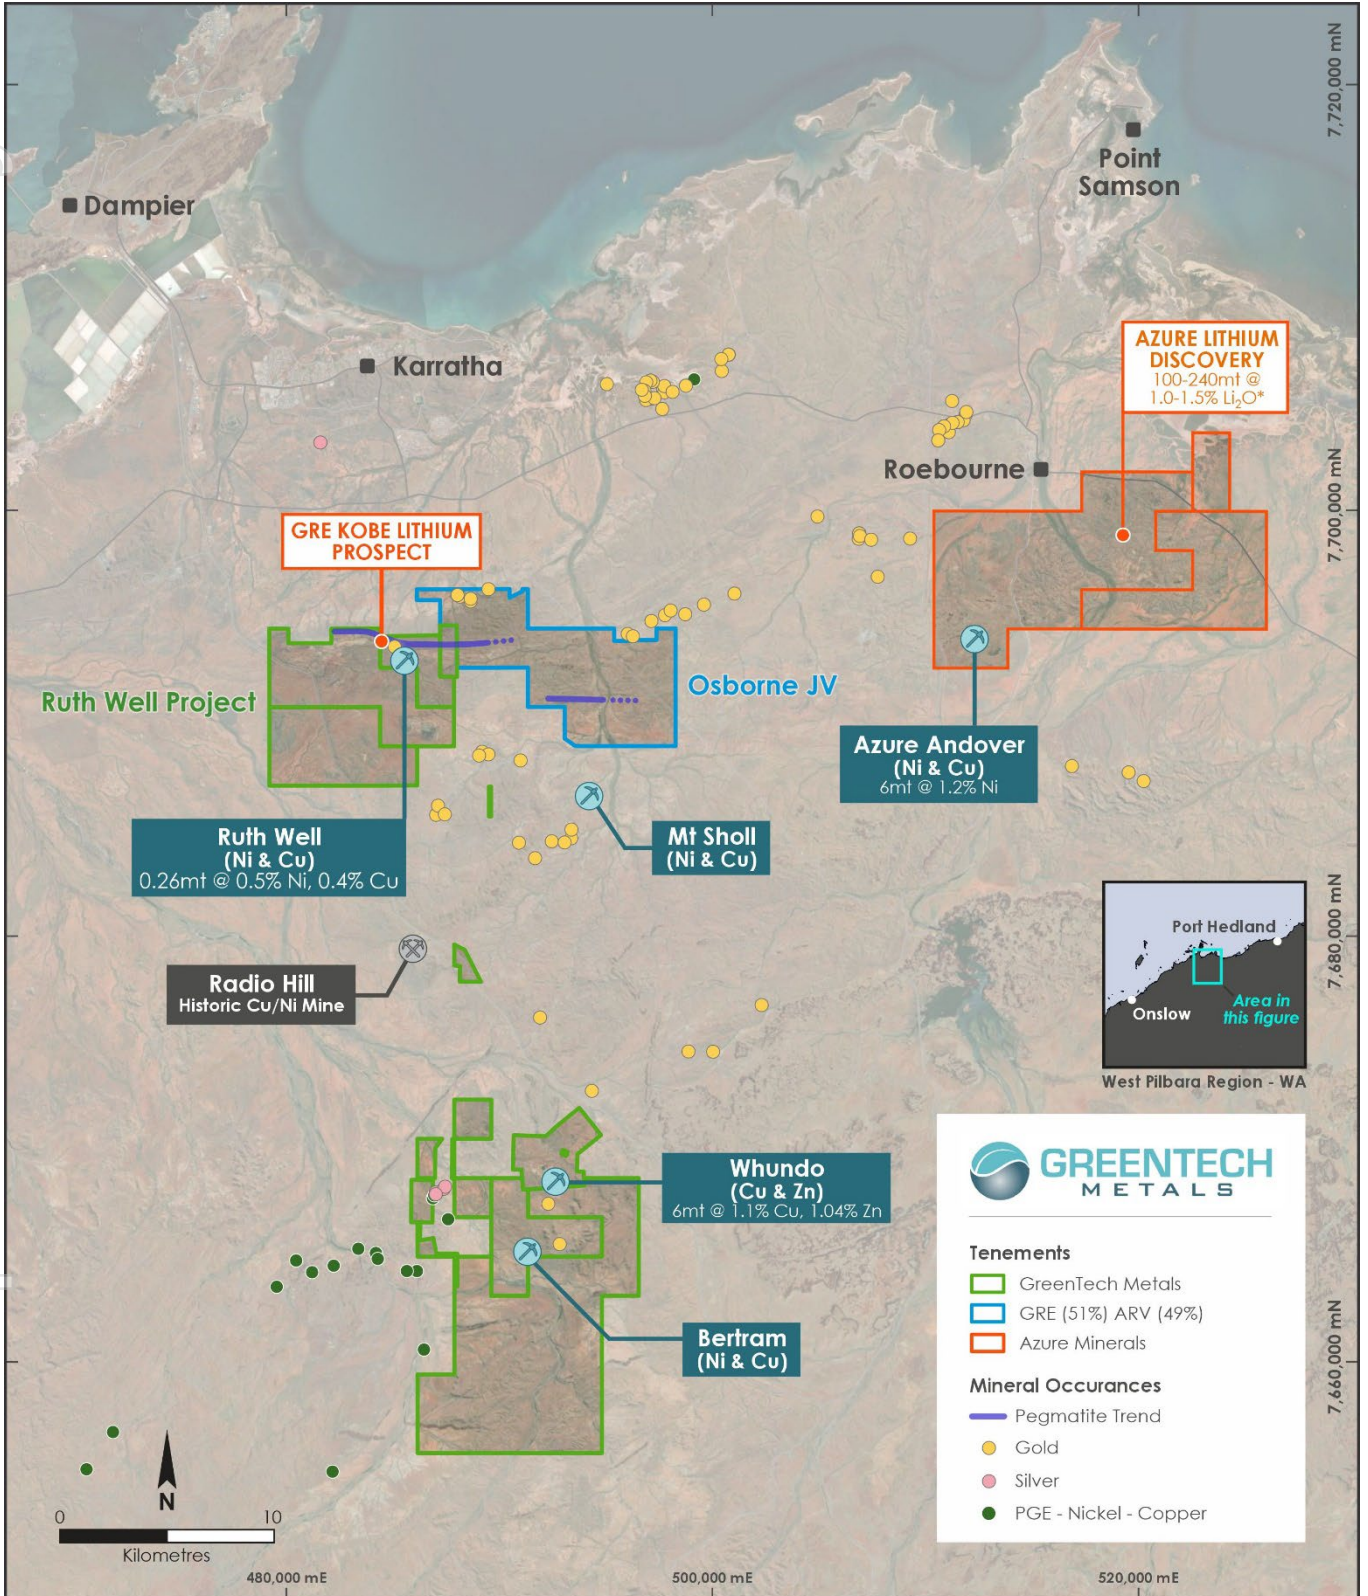 7,720,000 mN
Point
Samson
Dampier
AZURE LITHIUM
DISCOVERY
100-240mt @
1.0-1.5% Li₂O*
Karratha
Roebourne
7,700,000 mN
GRE KOBE LITHIUM
PROSPECT
Ruth Well Project
Osborne JV
Azure Andover
(Ni & Cu)
6mt @ 1.2% Ni
Ruth Well
(Ni & Cu)
0.26mt @ 0.5% Ni, 0.4% Cu
Mt Sholl
(Ni & Cu)
7,680,000 mN
Radio Hill
Historic Cu/Ni Mine
Port Hedland
Onslow
Area in
this figure
West Pilbara Region - WA
Whundo
(Cu & Zn)
6mt @ 1.1% Cu, 1.04% Zn
Bertram
(Ni & Cu)
GREENTECH
METALS
Tenements
GreenTech Metals
GRE (51%) ARV (49%)
Azure Minerals
Mineral Occurances
Pegmatite Trend
Gold
Silver
PGE - Nickel - Copper
7,660,000 mN
N
0 10
Kilometres
480,000 mE
500,000 mE
520,000 mE